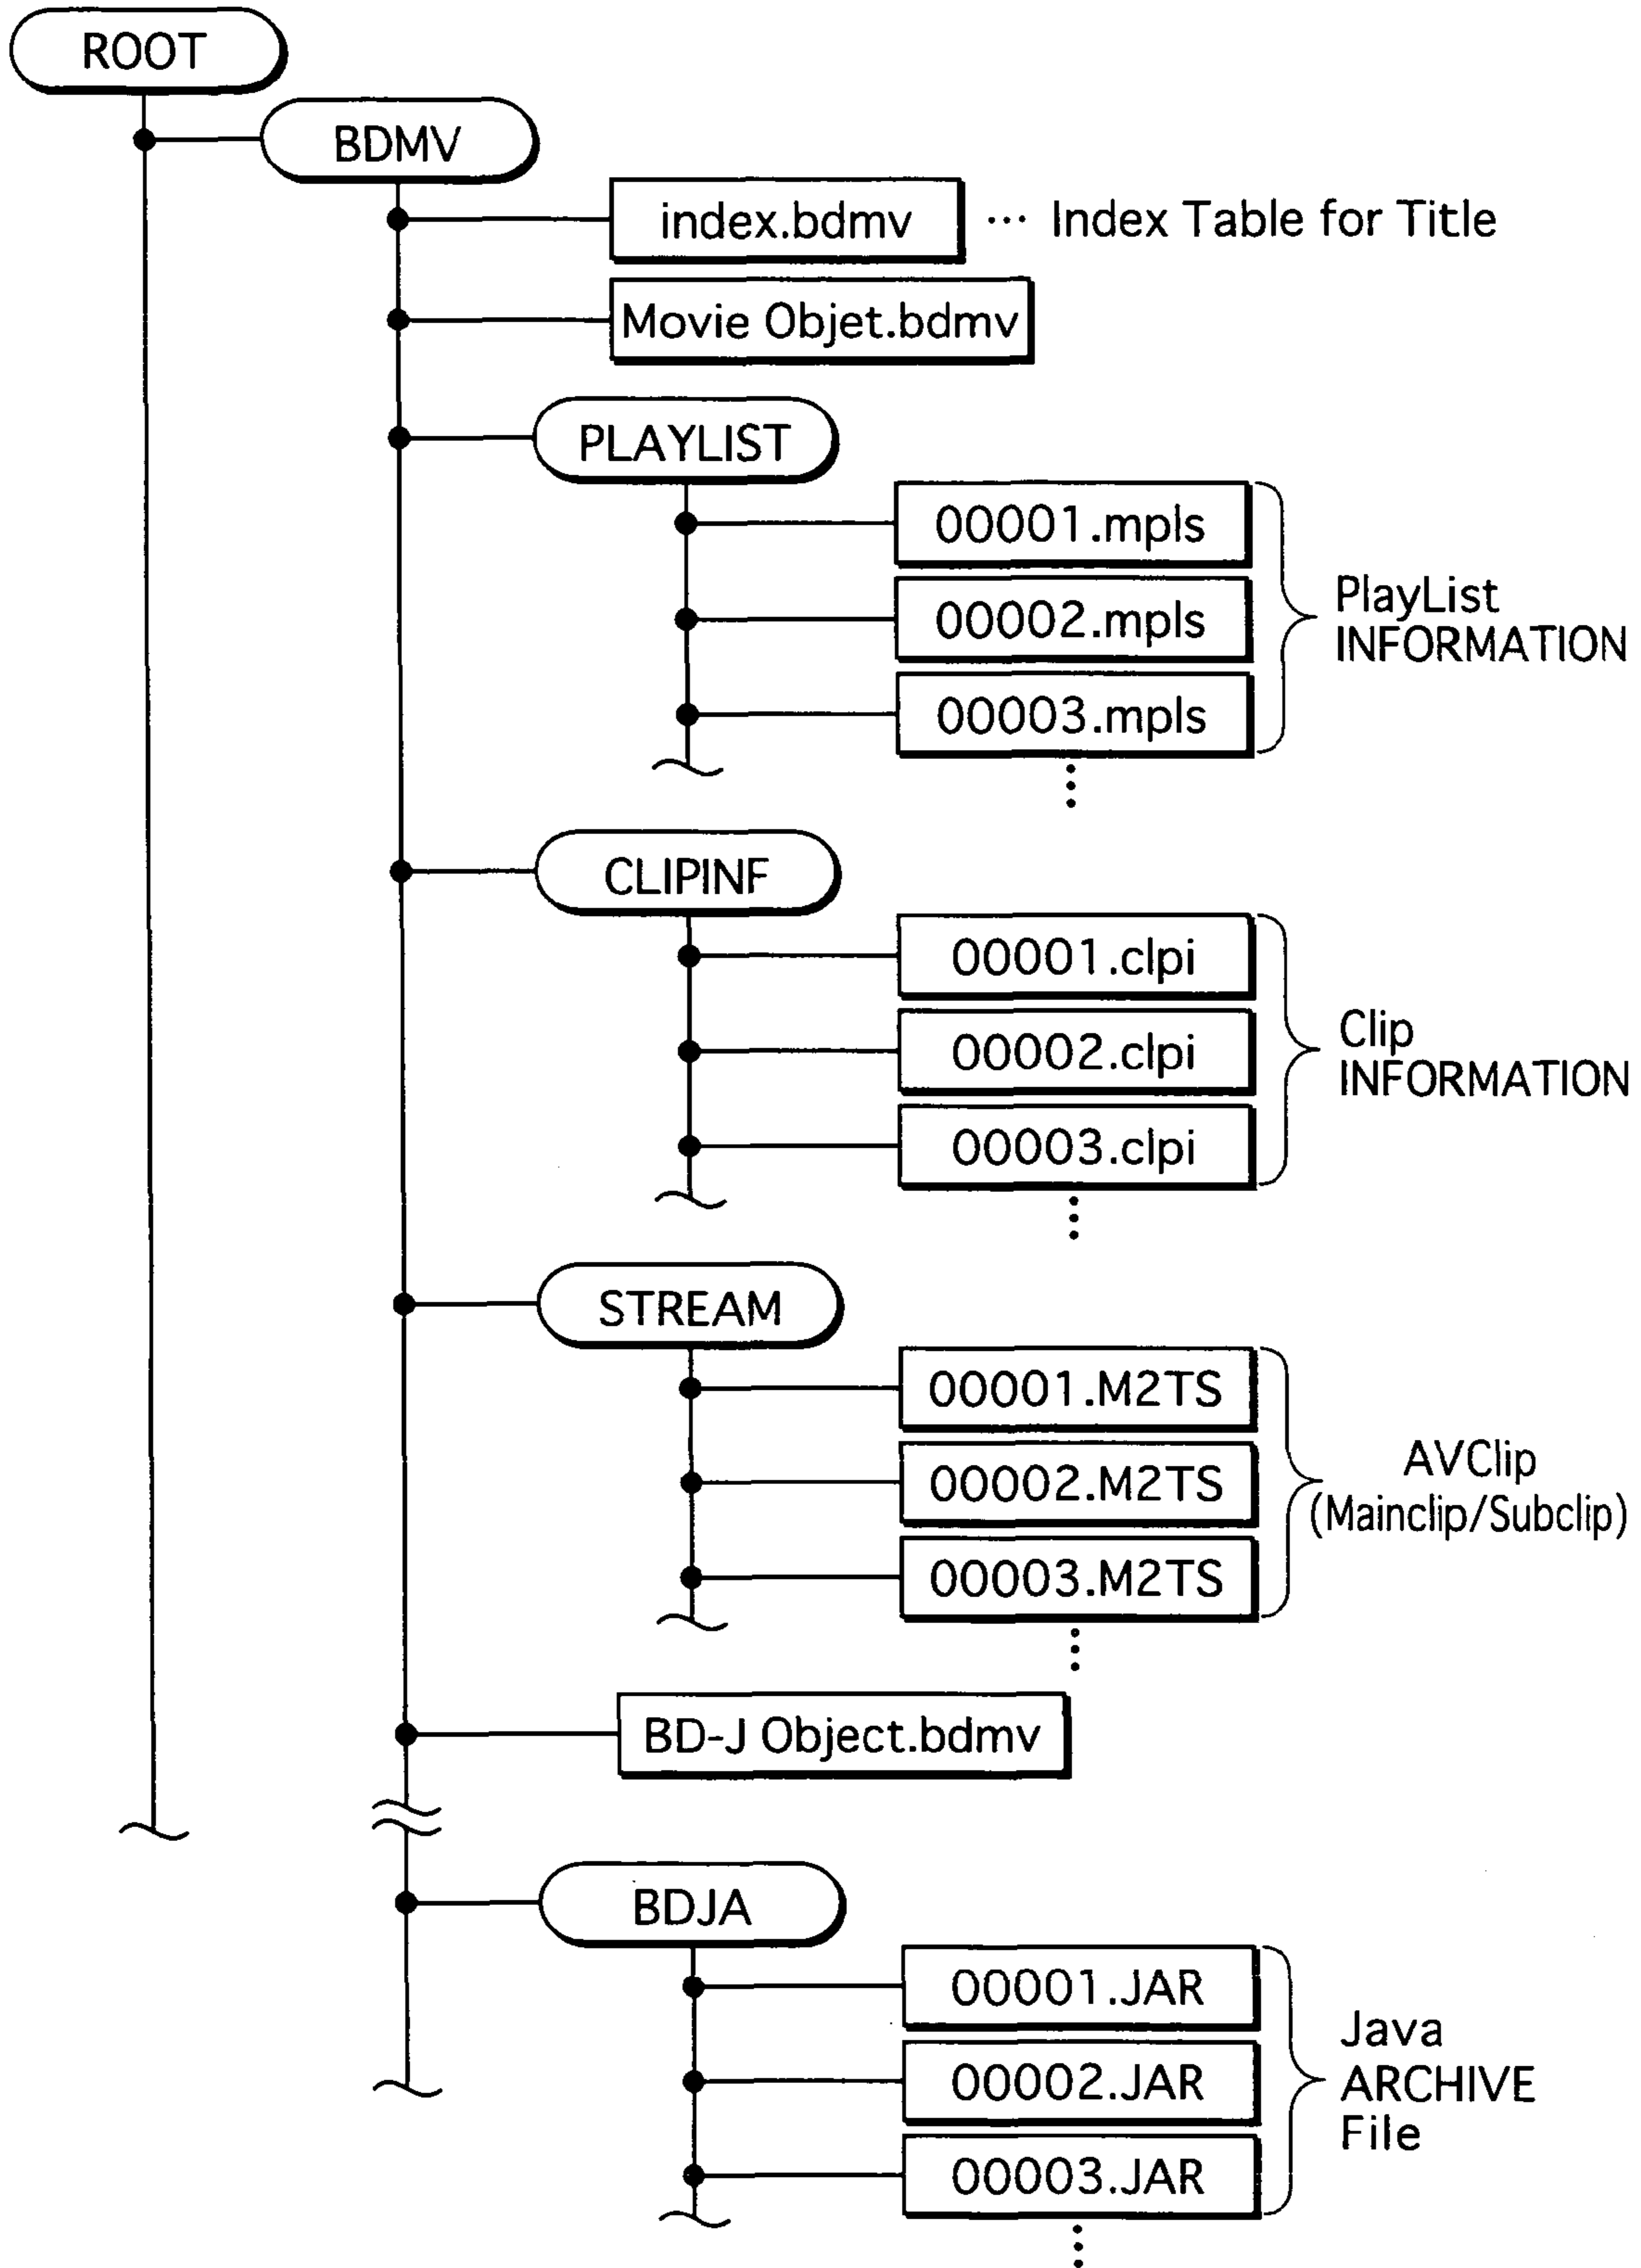 ROOT
BDMV
index.bdmv ... Index Table for Title
Movie Objet.bdmv
PLAYLIST
00001.mpls
00002.mpls
00003.mpls
PlayList
INFORMATION
CLIPINF
00001.clpi
00002.clpi
00003.clpi
Clip
INFORMATION
STREAM
00001.M2TS
00002.M2TS
00003.M2TS
AVClip
(Mainclip/Subclip)
BD-J Object.bdmv
BDJA
00001.JAR
00002.JAR
00003.JAR
Java
ARCHIVE
File